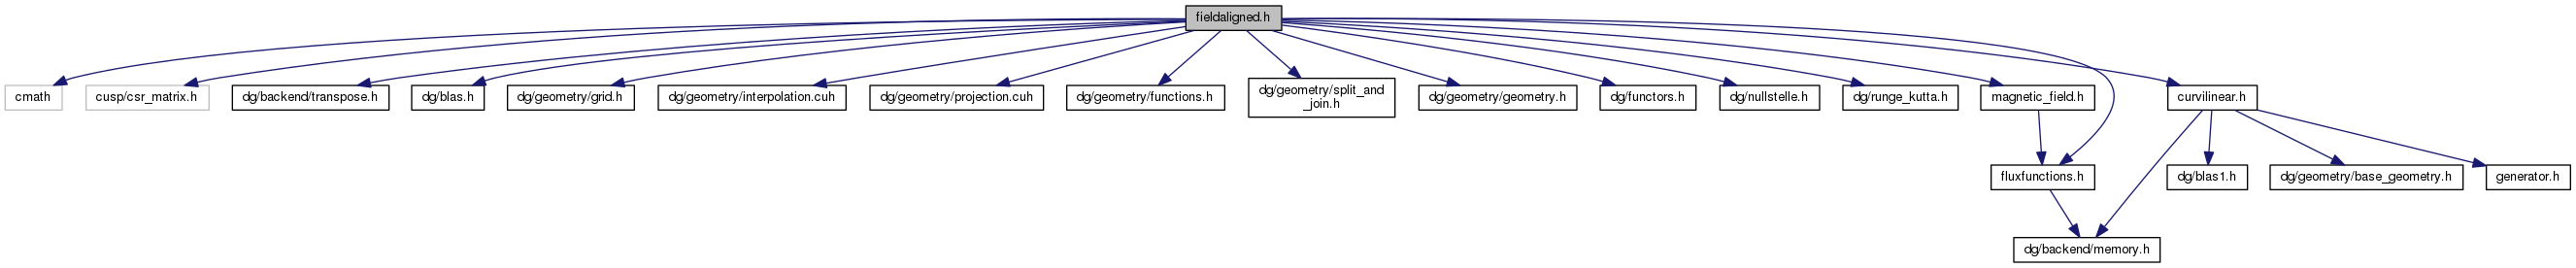 fieldaligned.h
cmath
cusp/csr_matrix.h
dg/backend/transpose.h
dg/blas.h
dg/geometry/grid.h
dg/geometry/interpolation.cuh
dg/geometry/projection.cuh
dg/geometry/functions.h
dg/geometry/split_and
_join.h
dg/geometry/geometry.h
dg/functors.h
dg/nullstelle.h
dg/runge_kutta.h
magnetic_field.h
curvilinear.h
fluxfunctions.h
dg/blas1.h
dg/geometry/base_geometry.h
generator.h
dg/backend/memory.h